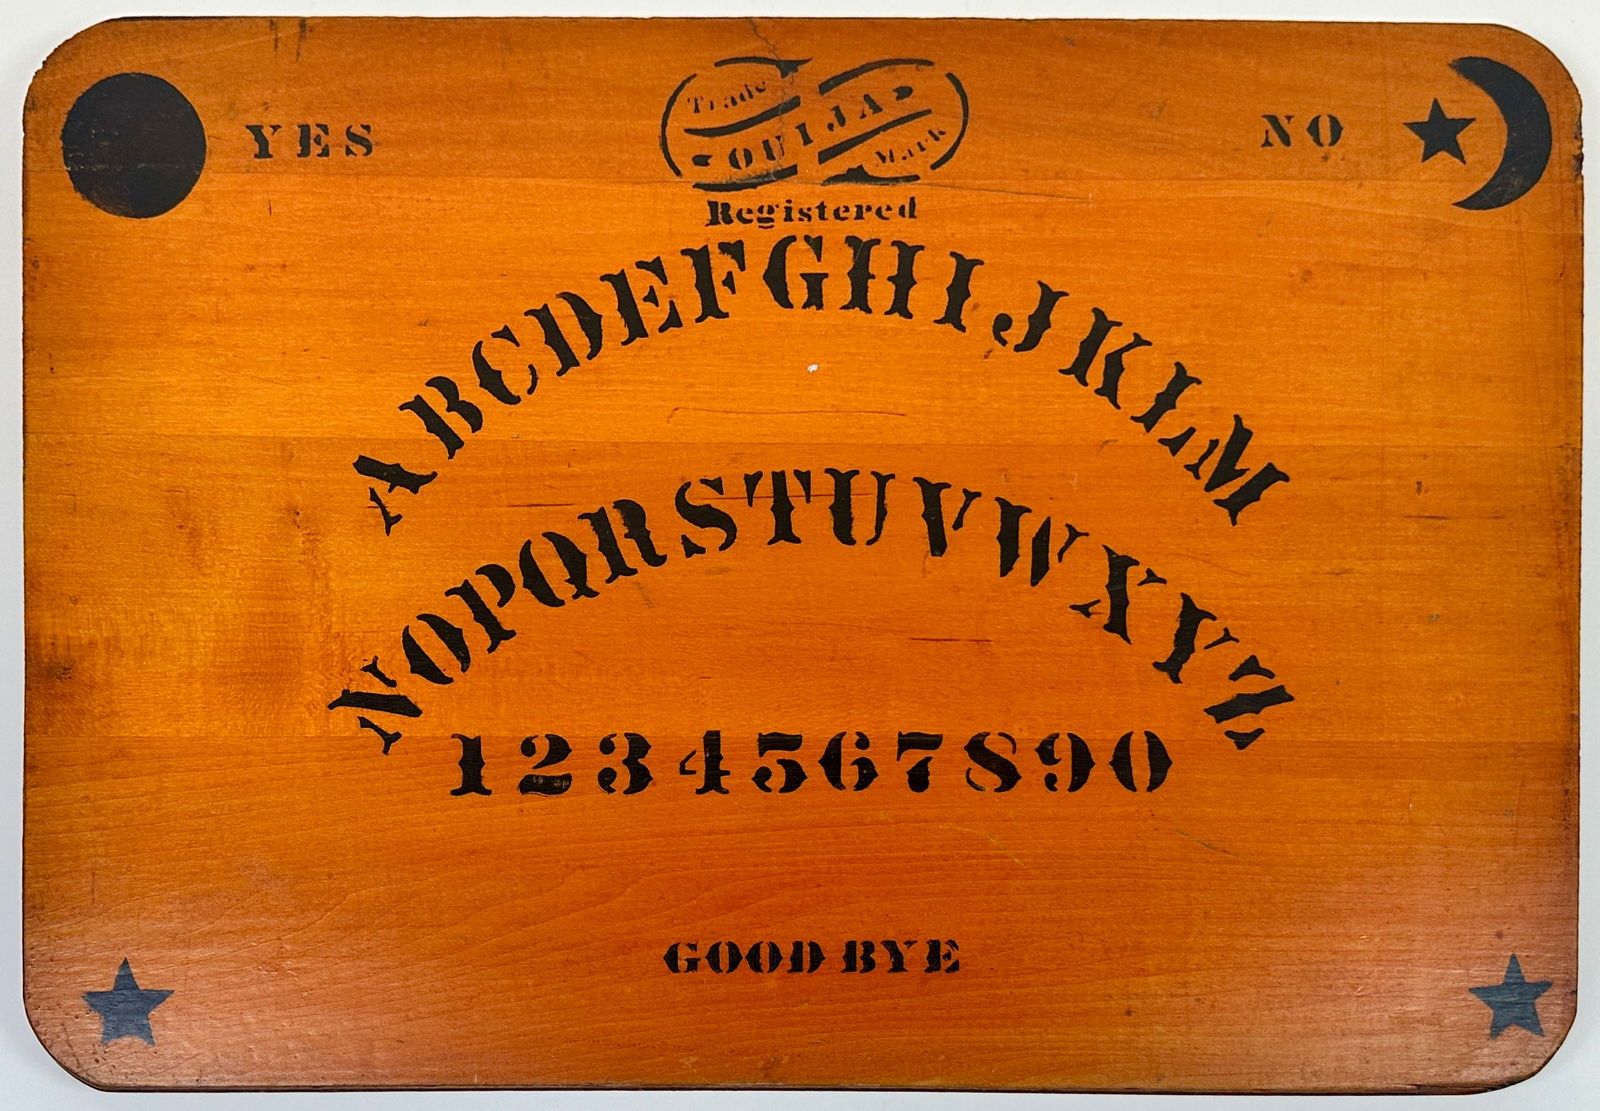 YES
Trade
OUIJA
Mark
NO
Registered
ABCDEFGHIJKLM
NOPQRSTUVWXYZ
1234567890
GOOD BYE